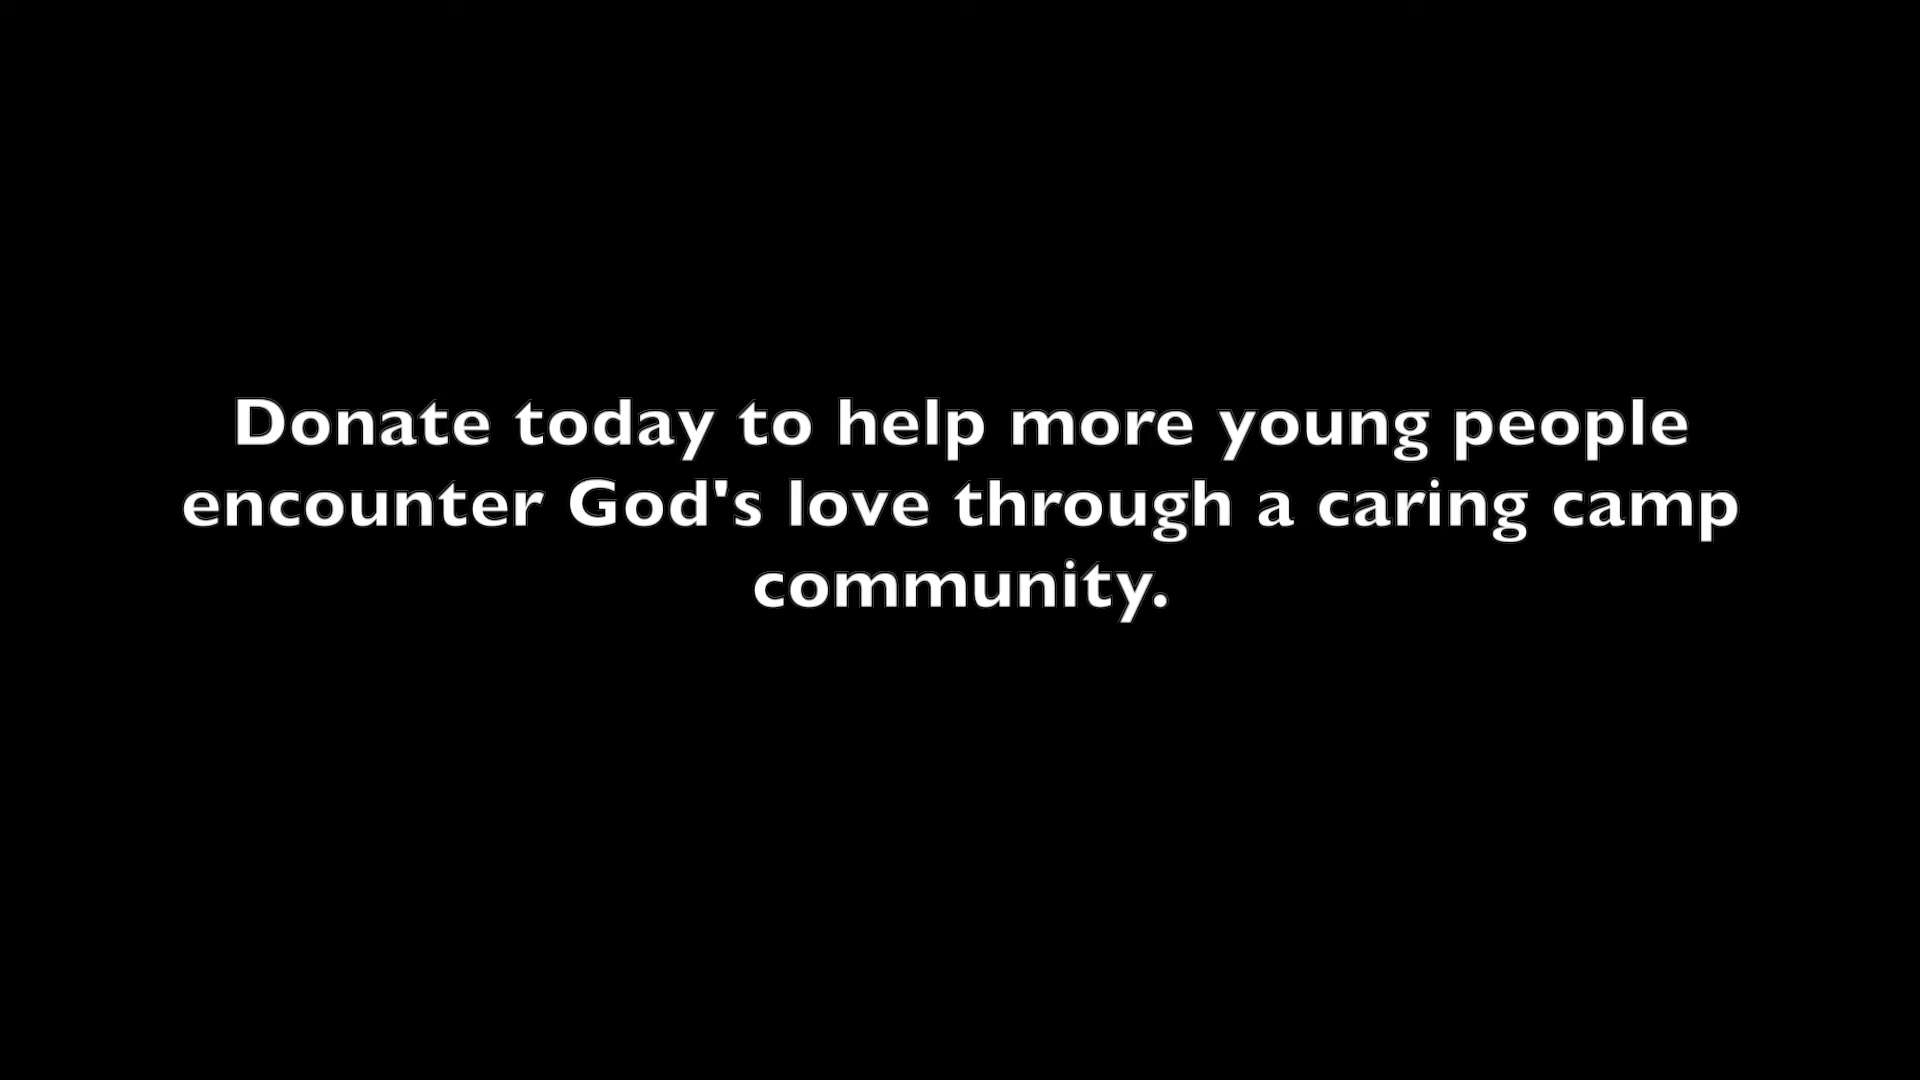 Donate today to help more young people
encounter God's love through a caring camp
community.